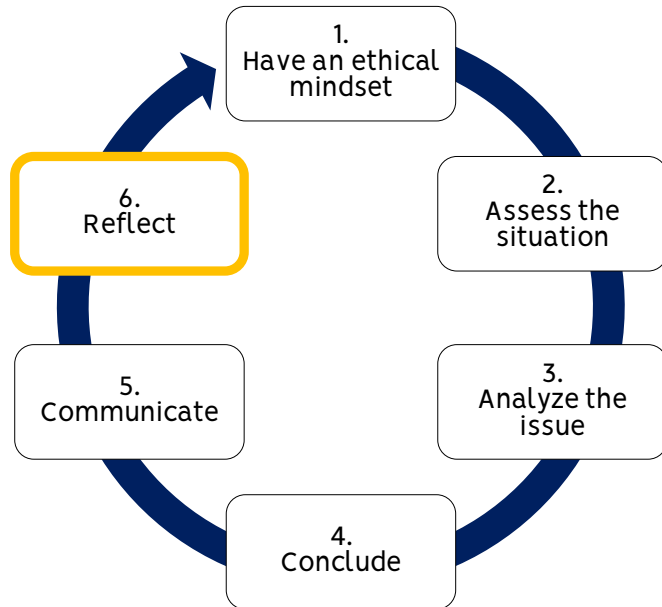 1.
Have an ethical
mindset
2.
Assess the
situation
3.
Analyze the
issue
4.
Conclude
5.
Communicate
6.
Reflect